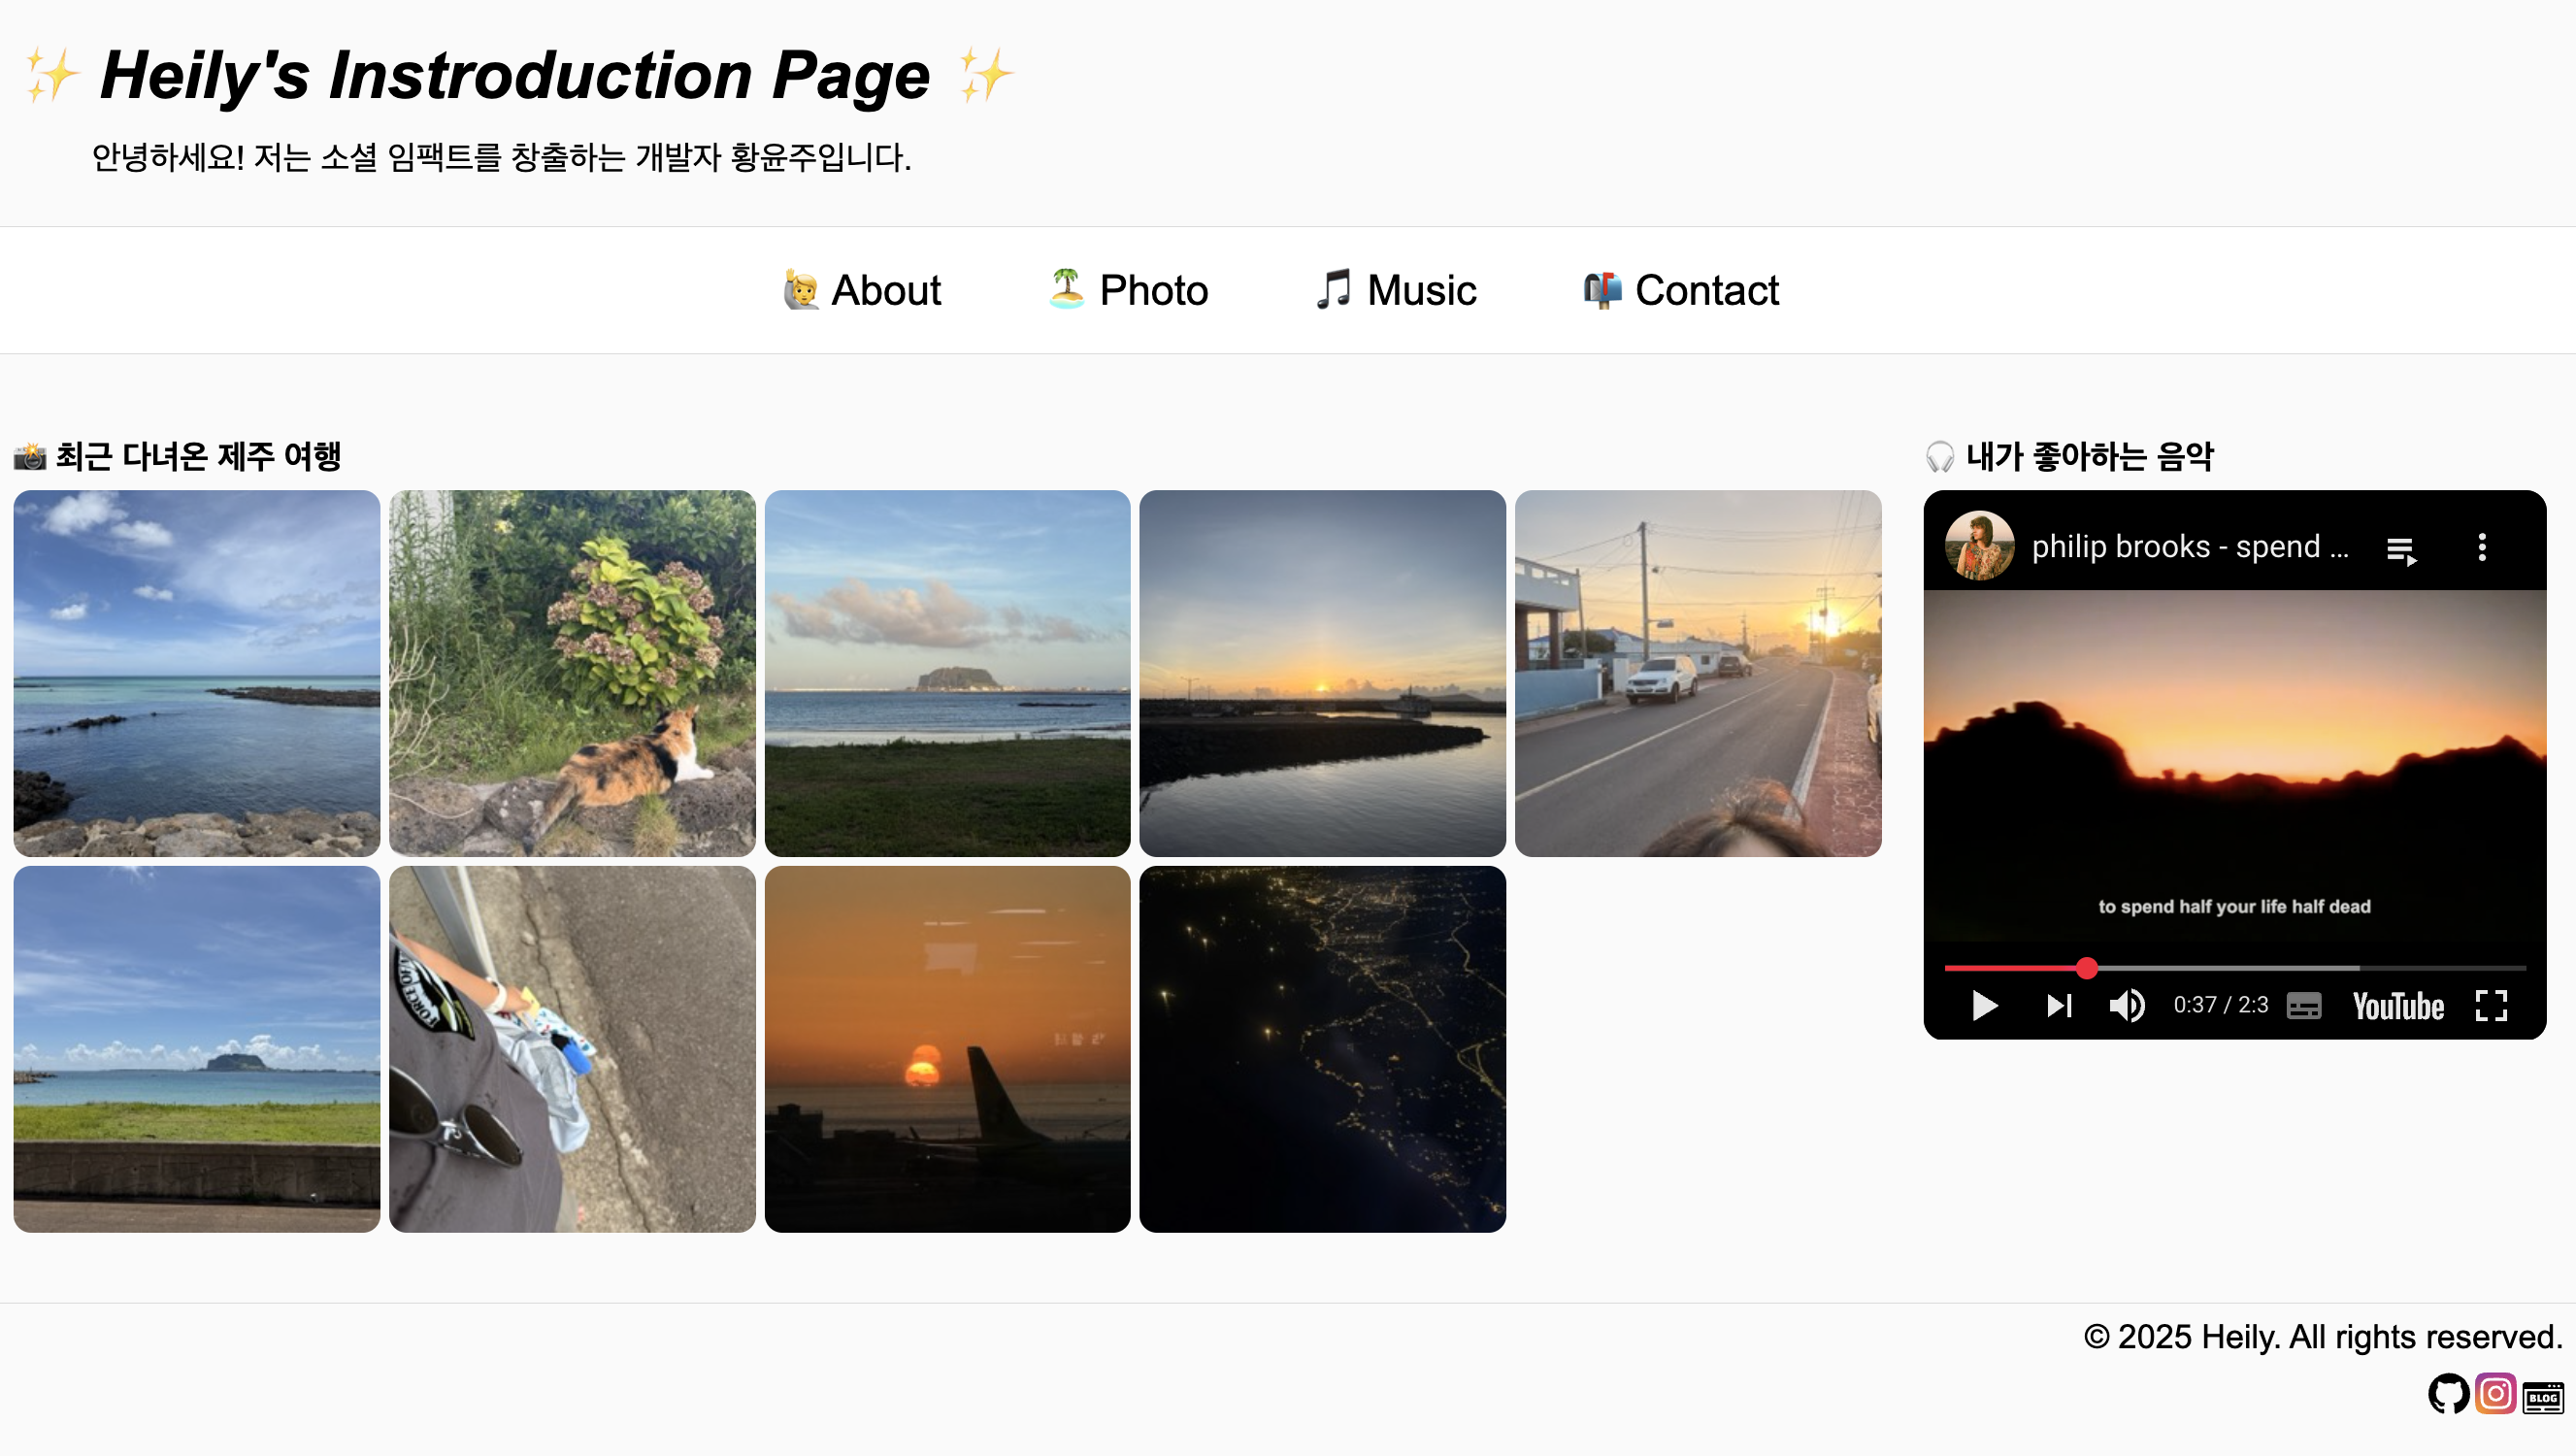 ✨ Heily's Instroduction Page ✨
안녕하세요! 저는 소셜 임팩트를 창출하는 개발자 황윤주입니다.
🙋 About 🏝️ Photo 🎵 Music 📬 Contact
📸 최근 다녀온 제주 여행
🎧 내가 좋아하는 음악
philip brooks - spend ...
to spend half your life half dead
0:37 / 2:3
YouTube
© 2025 Heily. All rights reserved.
BLOG